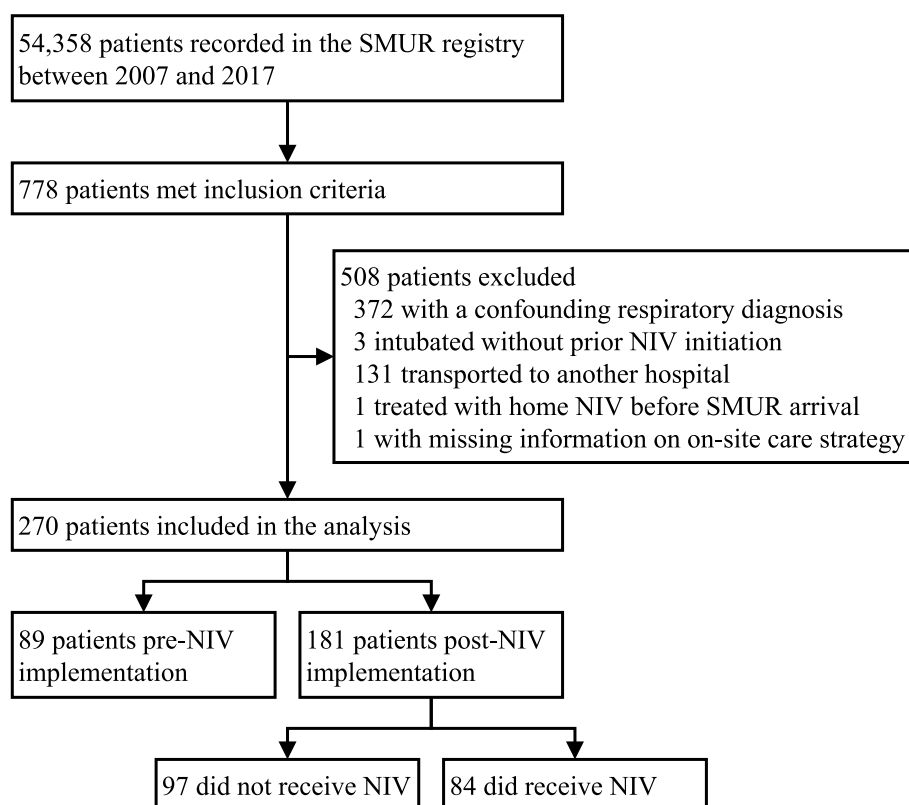 54,358 patients recorded in the SMUR registry
between 2007 and 2017
778 patients met inclusion criteria
508 patients excluded
372 with a confounding respiratory diagnosis
3 intubated without prior NIV initiation
131 transported to another hospital
1 treated with home NIV before SMUR arrival
1 with missing information on on-site care strategy
270 patients included in the analysis
89 patients pre-NIV
implementation
181 patients post-NIV
implementation
97 did not receive NIV
84 did receive NIV